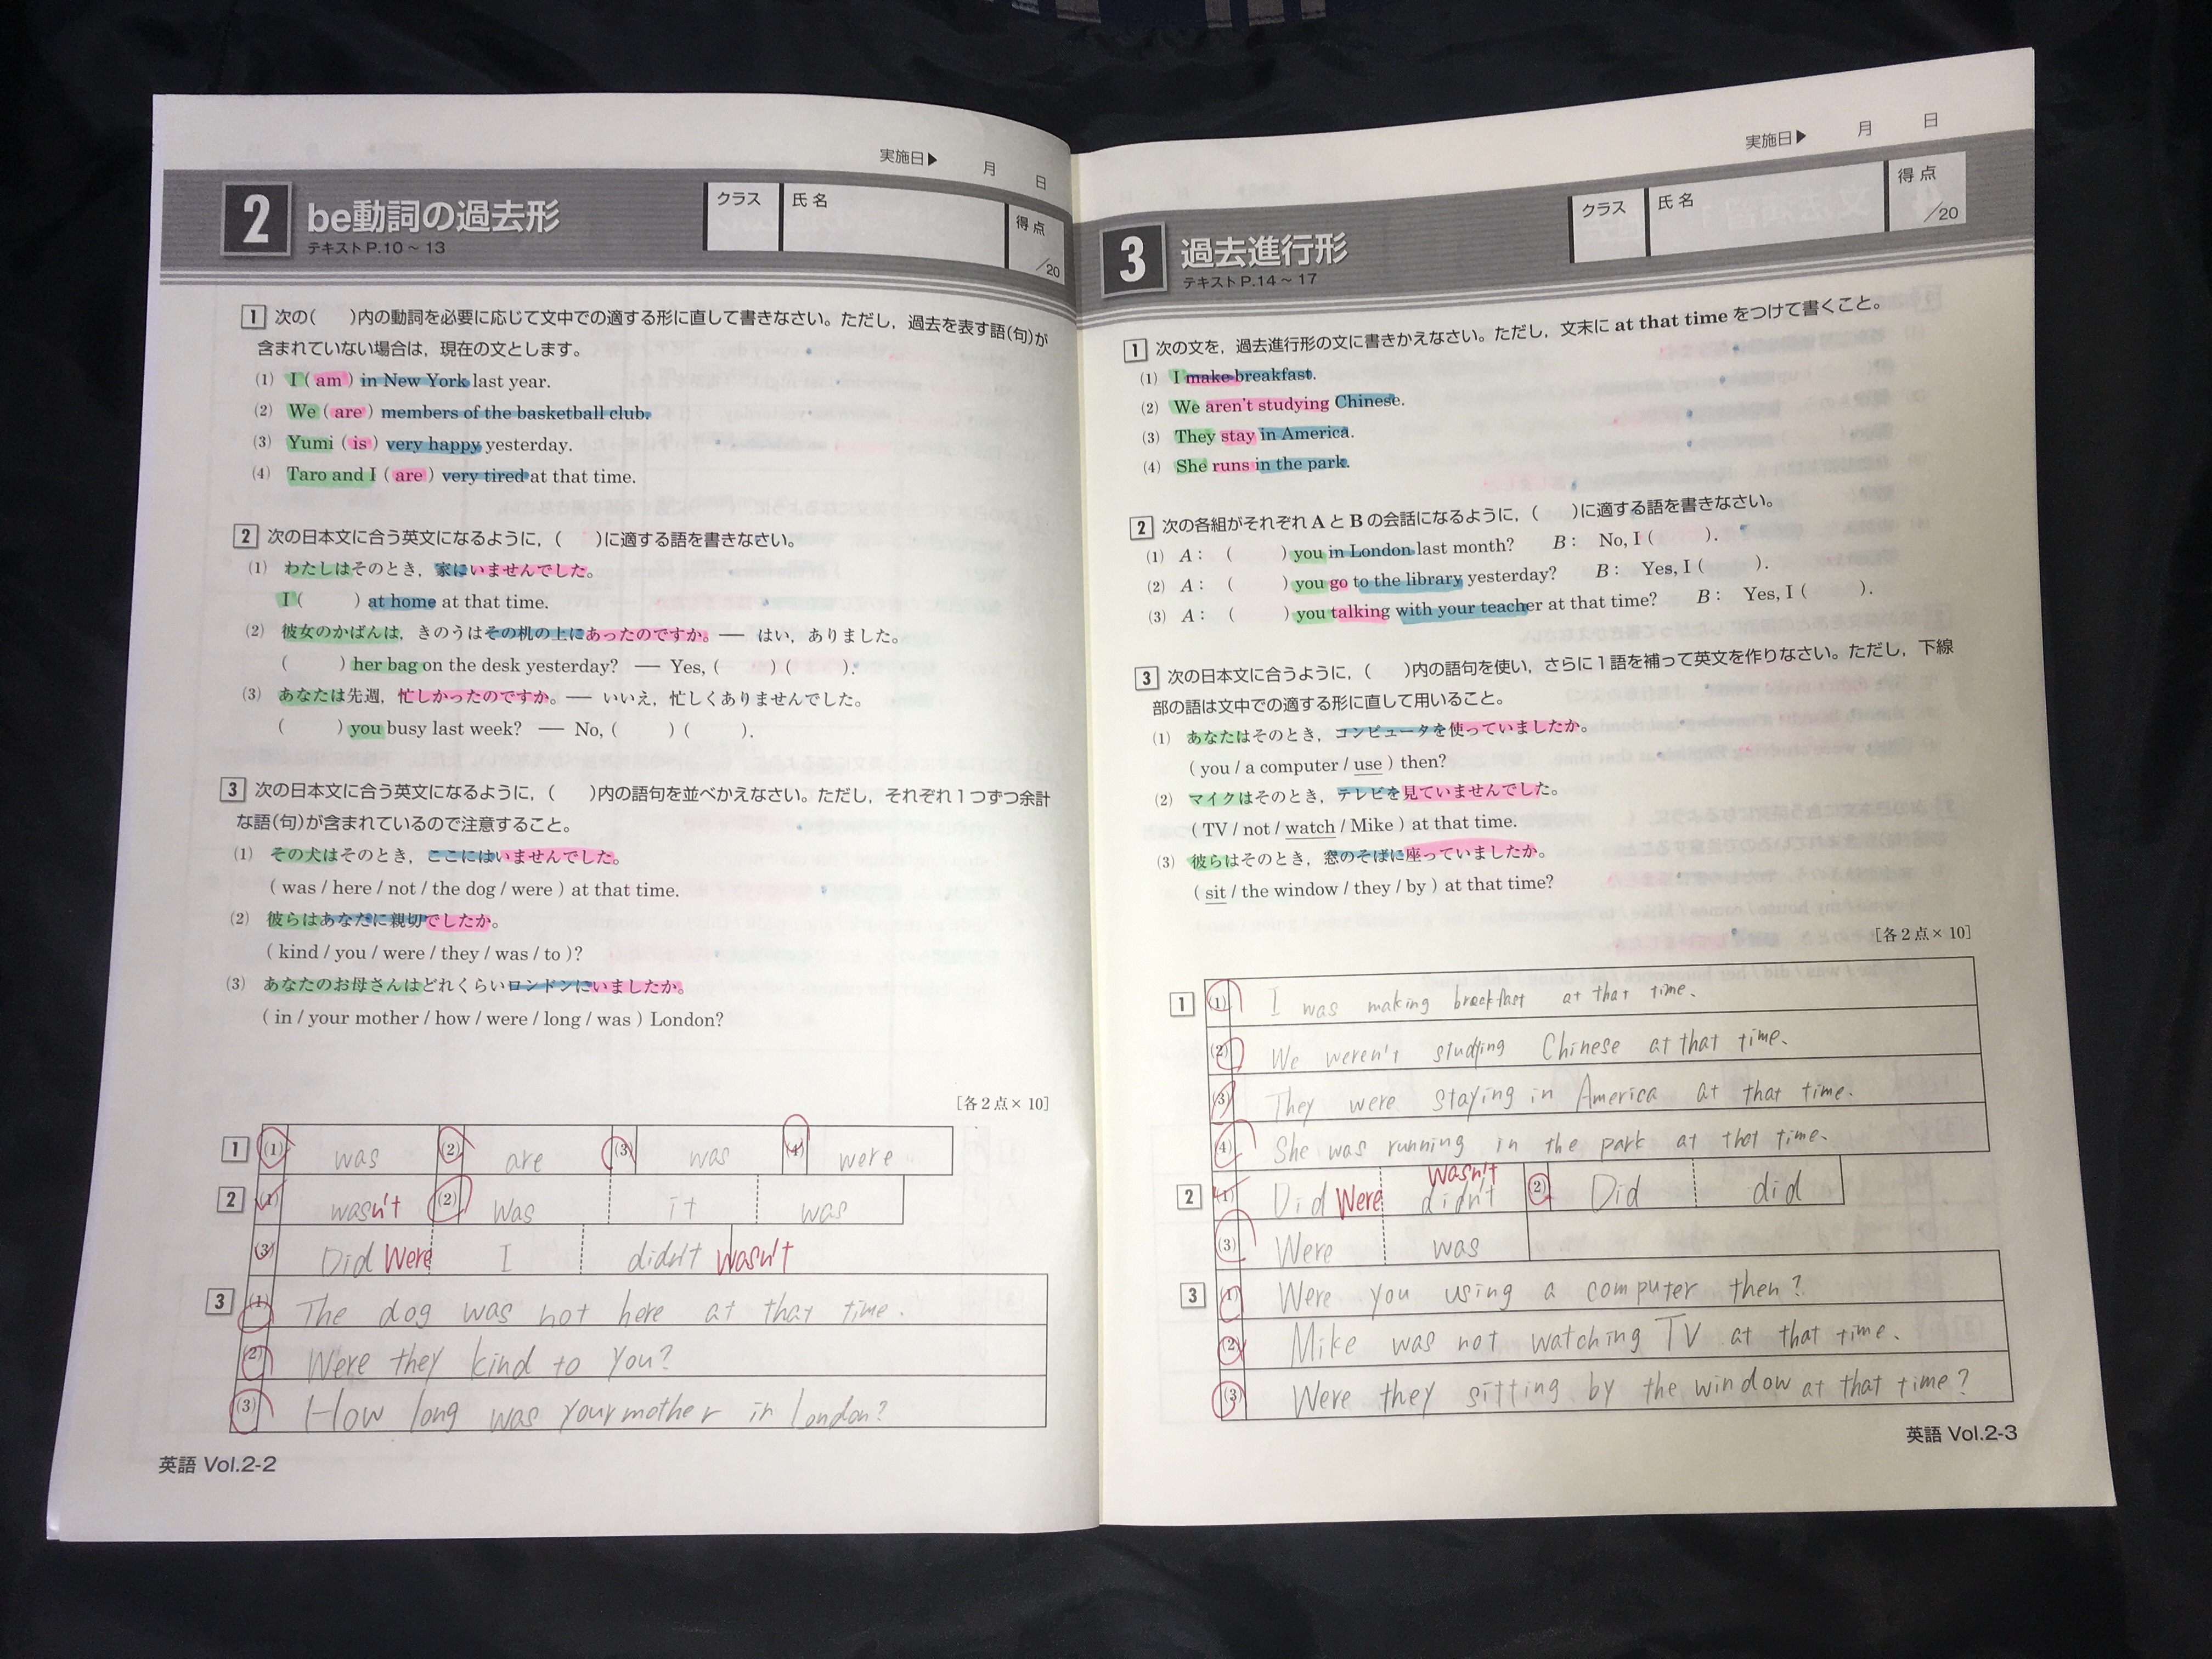 実施日▶ 月 日
2 be動詞の過去形
テキストP.10～13
クラス 氏名 得点 /20
1 次の( )内の動詞を必要に応じて文中での適する形に直して書きなさい。ただし，過去を表す語(句)が
含まれていない場合は，現在の文とします。
(1) I ( am ) in New York last year.
(2) We ( are ) members of the basketball club.
(3) Yumi ( is ) very happy yesterday.
(4) Taro and I ( are ) very tired at that time.
2 次の日本文に合う英文になるように，( )に適する語を書きなさい。
(1) わたしはそのとき，家にいませんでした。
I ( ) at home at that time.
(2) 彼女のかばんは，きのうはその机の上にあったのですか。— はい，ありました。
( ) her bag on the desk yesterday? — Yes, ( ) ( ).
(3) あなたは先週，忙しかったのですか。— いいえ，忙しくありませんでした。
( ) you busy last week? — No, ( ) ( ).
3 次の日本文に合う英文になるように，( )内の語句を並べかえなさい。ただし，それぞれ1つずつ余計
な語(句)が含まれているので注意すること。
(1) その犬はそのとき，ここにはいませんでした。
( was / here / not / the dog / were ) at that time.
(2) 彼らはあなたに親切でしたか。
( kind / you / were / they / was / to )?
(3) あなたのお母さんはどれくらいロンドンにいましたか。
( in / your mother / how / were / long / was ) London?
[各2点×10]
1 (1) was (2) are (3) was (4) were
2 (1) wasn't (2) Was it was
(3) Did Were I didn't wasn't
3 (1) The dog was not here at that time.
(2) Were they kind to you?
(3) How long was your mother in London?
英語 Vol.2-2
実施日▶ 月 日
3 過去進行形
テキストP.14～17
クラス 氏名 得点 /20
1 次の文を，過去進行形の文に書きかえなさい。ただし，文末に at that time をつけて書くこと。
(1) I make breakfast.
(2) We aren't studying Chinese.
(3) They stay in America.
(4) She runs in the park.
2 次の各組がそれぞれAとBの会話になるように，( )に適する語を書きなさい。
(1) A： ( ) you in London last month? B： No, I ( ).
(2) A： ( ) you go to the library yesterday? B： Yes, I ( ).
(3) A： ( ) you talking with your teacher at that time? B： Yes, I ( ).
3 次の日本文に合うように，( )内の語句を使い，さらに1語を補って英文を作りなさい。ただし，下線
部の語は文中での適する形に直して用いること。
(1) あなたはそのとき，コンピュータを使っていましたか。
( you / a computer / use ) then?
(2) マイクはそのとき，テレビを見ていませんでした。
( TV / not / watch / Mike ) at that time.
(3) 彼らはそのとき，窓のそばに座っていましたか。
( sit / the window / they / by ) at that time?
[各2点×10]
1 (1) I was making breakfast at that time.
(2) We weren't studying Chinese at that time.
(3) They were staying in America at that time.
(4) She was running in the park at that time.
2 (1) Did Were didn't wasn't (2) Did did
(3) Were was
3 (1) Were you using a computer then?
(2) Mike was not watching TV at that time.
(3) Were they sitting by the window at that time?
英語 Vol.2-3